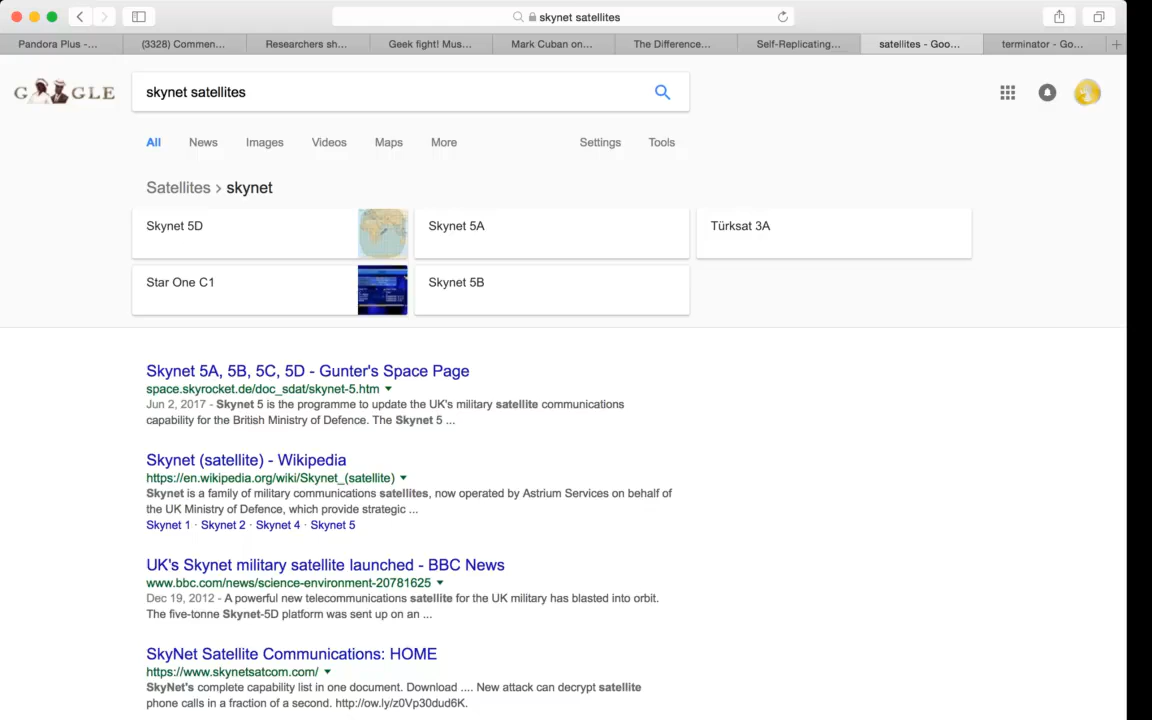 skynet satellites
Pandora Plus -... (3328) Commen... Researchers sh... Geek fight! Mus... Mark Cuban on... The Difference... Self-Replicating... satellites - Goo... terminator - Go... +
GOOGLE skynet satellites
All News Images Videos Maps More Settings Tools
Satellites › skynet
Skynet 5D Skynet 5A Türksat 3A
Star One C1 Skynet 5B
Skynet 5A, 5B, 5C, 5D - Gunter's Space Page
space.skyrocket.de/doc_sdat/skynet-5.htm
Jun 2, 2017 - Skynet 5 is the programme to update the UK's military satellite communications
capability for the British Ministry of Defence. The Skynet 5 ...
Skynet (satellite) - Wikipedia
https://en.wikipedia.org/wiki/Skynet_(satellite)
Skynet is a family of military communications satellites, now operated by Astrium Services on behalf of
the UK Ministry of Defence, which provide strategic ...
Skynet 1 · Skynet 2 · Skynet 4 · Skynet 5
UK's Skynet military satellite launched - BBC News
www.bbc.com/news/science-environment-20781625
Dec 19, 2012 - A powerful new telecommunications satellite for the UK military has blasted into orbit.
The five-tonne Skynet-5D platform was sent up on an ...
SkyNet Satellite Communications: HOME
https://www.skynetsatcom.com/
SkyNet's complete capability list in one document. Download .... New attack can decrypt satellite
phone calls in a fraction of a second. http://ow.ly/z0Vp30dud6K.